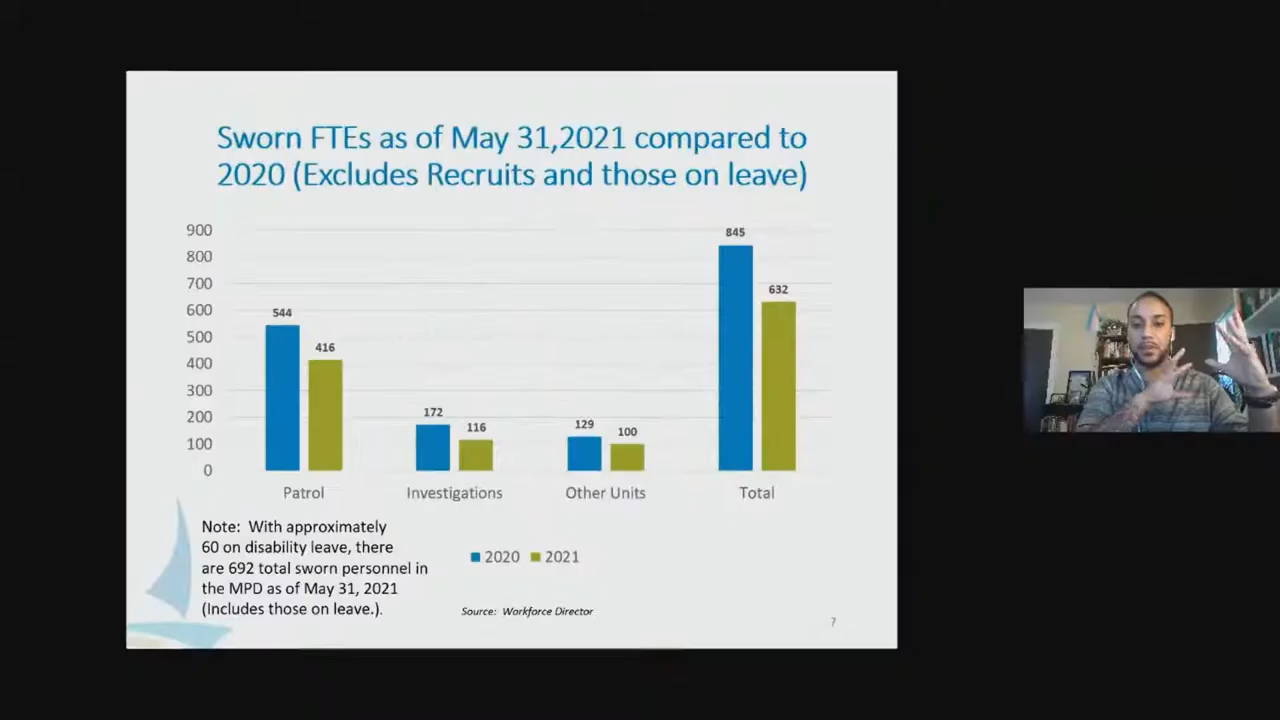 Sworn FTEs as of May 31,2021 compared to
2020 (Excludes Recruits and those on leave)
900
800
700
600
500
400
300
200
100
0
544
416
172
116
129
100
845
632
Patrol
Investigations
Other Units
Total
Note: With approximately
60 on disability leave, there
are 692 total sworn personnel in
the MPD as of May 31, 2021
(Includes those on leave.).
2020
2021
Source: Workforce Director
7